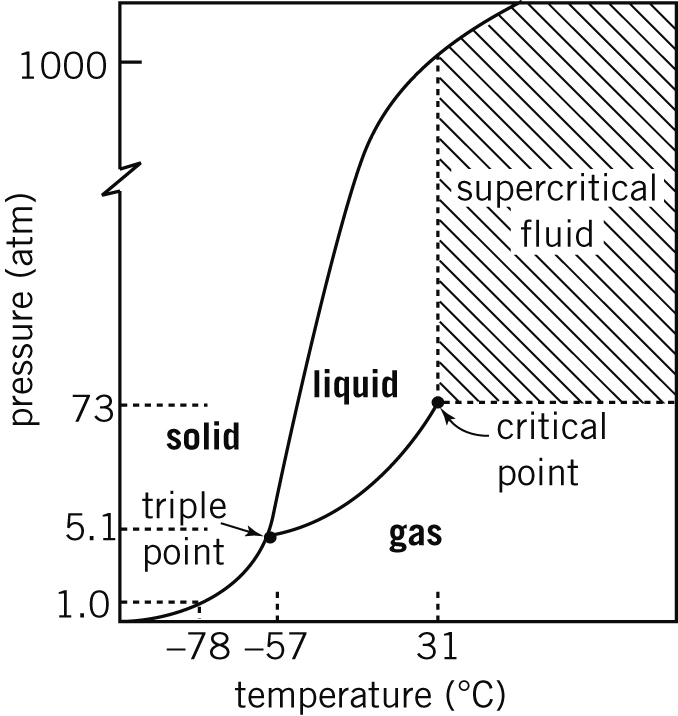 1000
pressure (atm)
supercritical
fluid
liquid
73
solid
critical
point
triple
point
5.1
gas
1.0
–78
–57
31
temperature (°C)